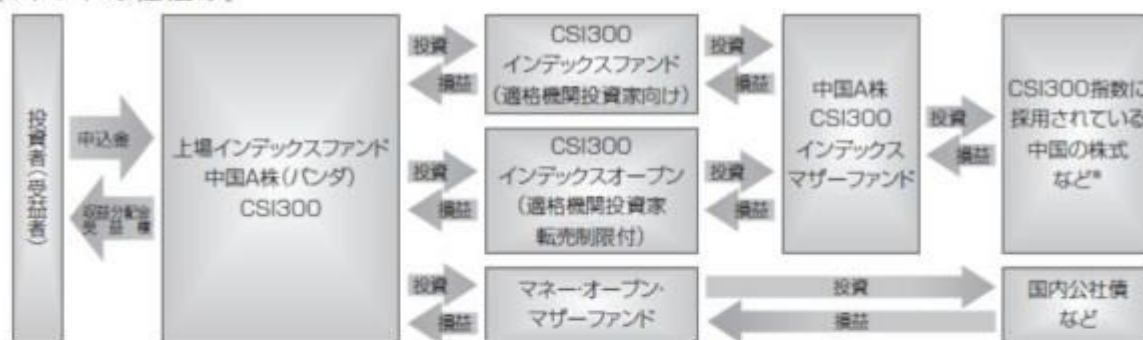 投資者(受益者)
申込金
収益分配金
受益権
上場インデックスファンド
中国A株(パンダ)
CSI300
投資
損益
CSI300
インデックスファンド
(適格機関投資家向け)
投資
損益
投資
損益
CSI300
インデックスオープン
(適格機関投資家
転売制限付)
投資
損益
中国A株
CSI300
インデックス
マザーファンド
投資
損益
CSI300指数に
採用されている
中国の株式
など※
投資
損益
マネー・オープン・
マザーファンド
投資
損益
国内公社債
など